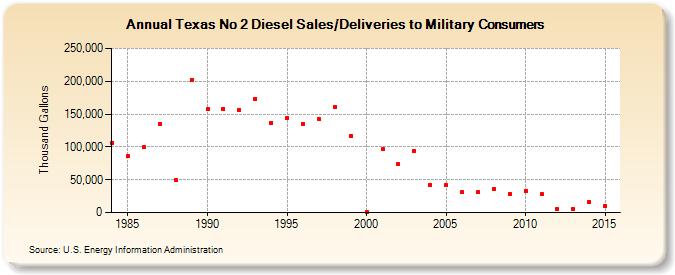 Annual Texas No 2 Diesel Sales/Deliveries to Military Consumers
Thousand Gallons
250,000
200,000
150,000
100,000
50,000
0
1985 1990 1995 2000 2005 2010 2015
Source: U.S. Energy Information Administration